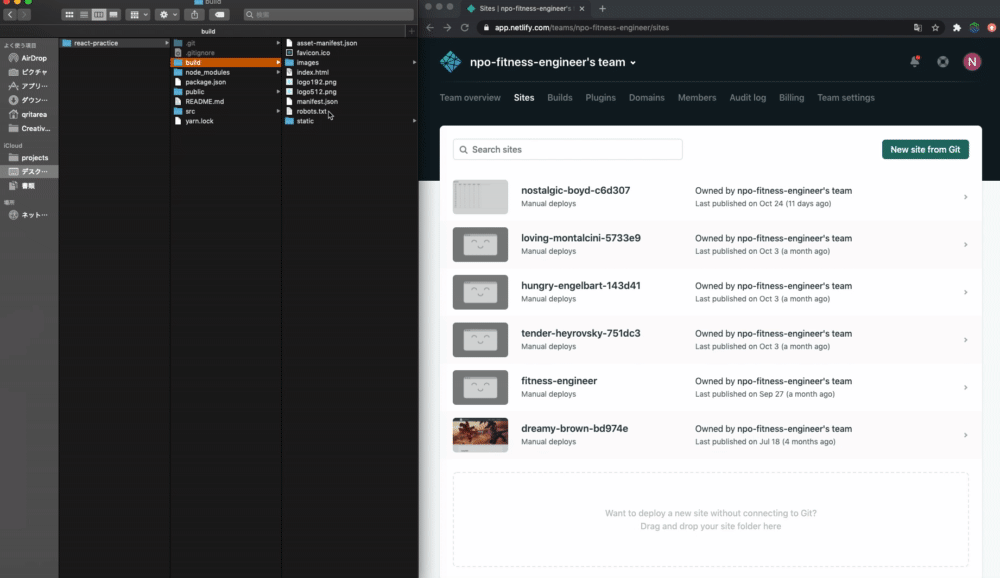 build
検索
build
よく使う項目
AirDrop
ピクチャ
アプリ…
ダウン…
qritarea
Creativ…
iCloud
projects
デスク…
書類
場所
ネット…
react-practice
.git
.gitignore
build
node_modules
package.json
public
README.md
src
yarn.lock
asset-manifest.json
favicon.ico
images
index.html
logo192.png
logo512.png
manifest.json
robots.txt
static
Sites | npo-fitness-engineer's
app.netlify.com/teams/npo-fitness-engineer/sites
npo-fitness-engineer's team
N
Team overview Sites Builds Plugins Domains Members Audit log Billing Team settings
Search sites
New site from Git
nostalgic-boyd-c6d307
Manual deploys
Owned by npo-fitness-engineer's team
Last published on Oct 24 (11 days ago)
loving-montalcini-5733e9
Manual deploys
Owned by npo-fitness-engineer's team
Last published on Oct 3 (a month ago)
hungry-engelbart-143d41
Manual deploys
Owned by npo-fitness-engineer's team
Last published on Oct 3 (a month ago)
tender-heyrovsky-751dc3
Manual deploys
Owned by npo-fitness-engineer's team
Last published on Oct 3 (a month ago)
fitness-engineer
Manual deploys
Owned by npo-fitness-engineer's team
Last published on Sep 27 (a month ago)
dreamy-brown-bd974e
Manual deploys
Owned by npo-fitness-engineer's team
Last published on Jul 18 (4 months ago)
Want to deploy a new site without connecting to Git?
Drag and drop your site folder here